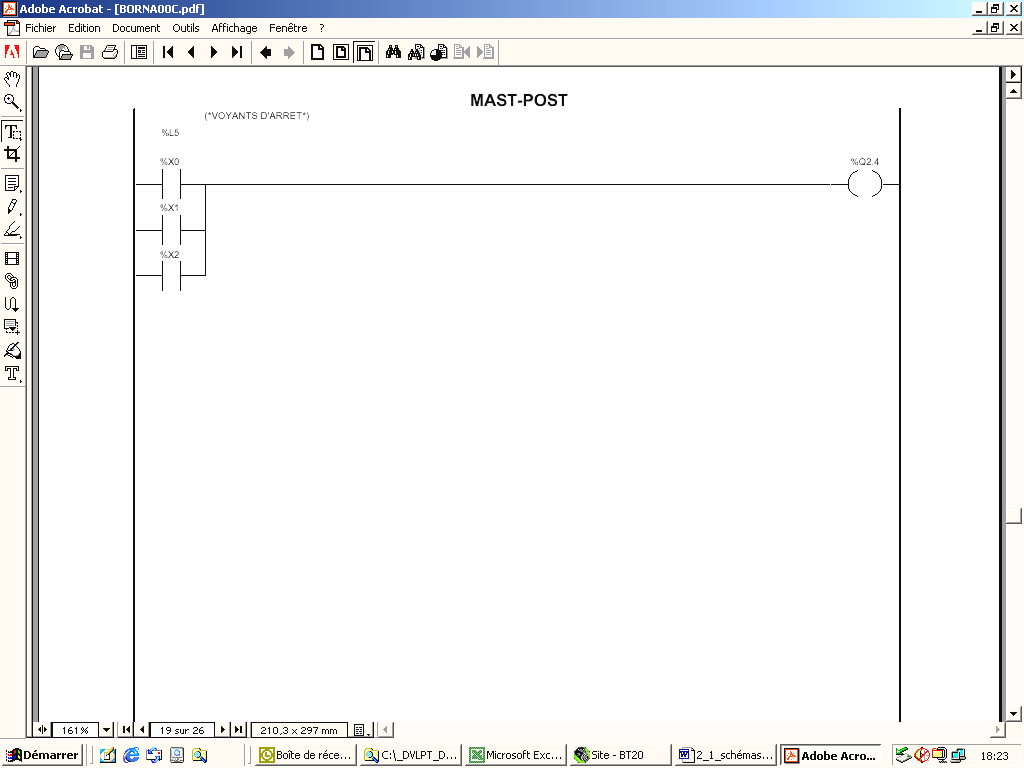 Adobe Acrobat - [BORNA00C.pdf]
Fichier Edition Document Outils Affichage Fenêtre ?
MAST-POST
(*VOYANTS D'ARRET*)
%L5
%X0
%Q2.4
%X1
%X2
161% 19 sur 26 210,3 x 297 mm
Démarrer Boîte de réce... C:\_DVLPT_D... Microsoft Exc... Site - BT20 2_1_schémas... Adobe Acro... 18:23